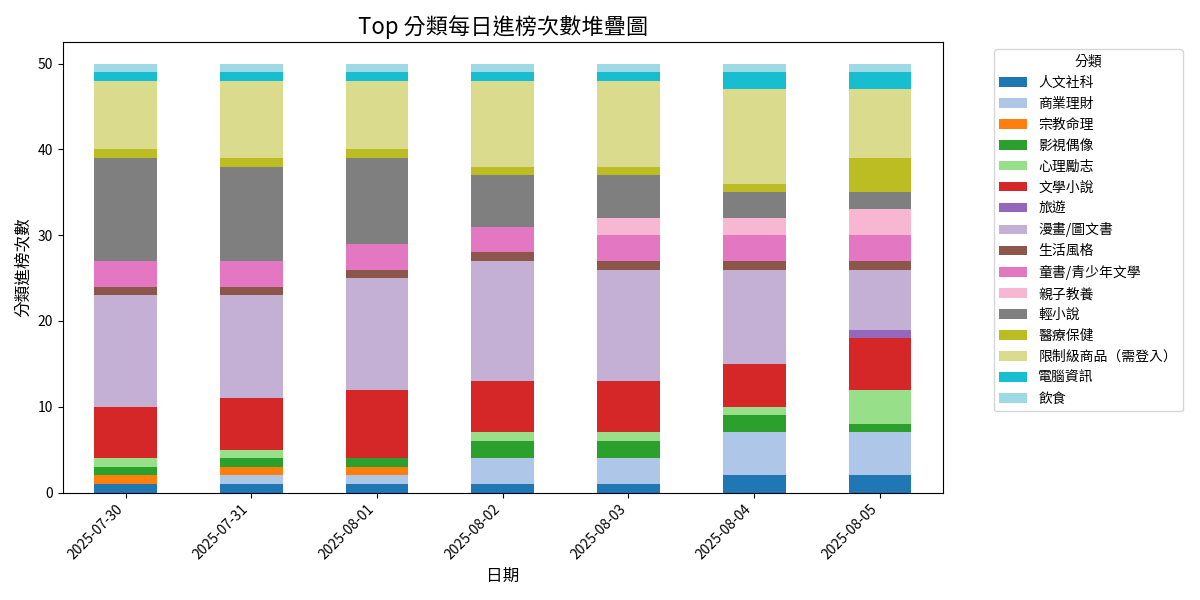 Top 分類每日進榜次數堆疊圖
分類進榜次數
50
40
30
20
10
0
2025-07-30
2025-07-31
2025-08-01
2025-08-02
2025-08-03
2025-08-04
2025-08-05
日期
分類
人文社科
商業理財
宗教命理
影視偶像
心理勵志
文學小說
旅遊
漫畫/圖文書
生活風格
童書/青少年文學
親子教養
輕小說
醫療保健
限制級商品（需登入）
電腦資訊
飲食